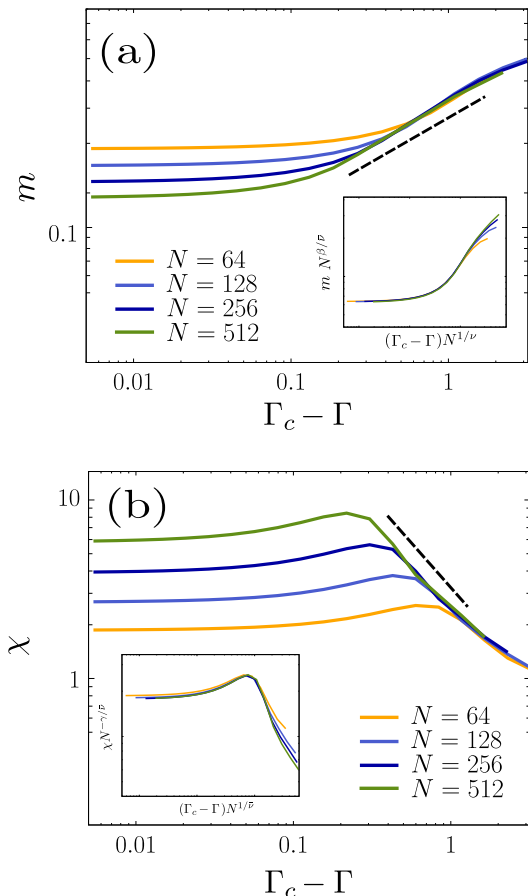 (a)
m
0.1
N = 64
N = 128
N = 256
N = 512
m N^{β/ν̄}
(Γ_c − Γ)N^{1/ν}
0.01 0.1 1
Γ_c − Γ
(b)
10
1
χ
χN^{−γ/ν̄}
(Γ_c − Γ)N^{1/ν̄}
N = 64
N = 128
N = 256
N = 512
0.01 0.1 1
Γ_c − Γ